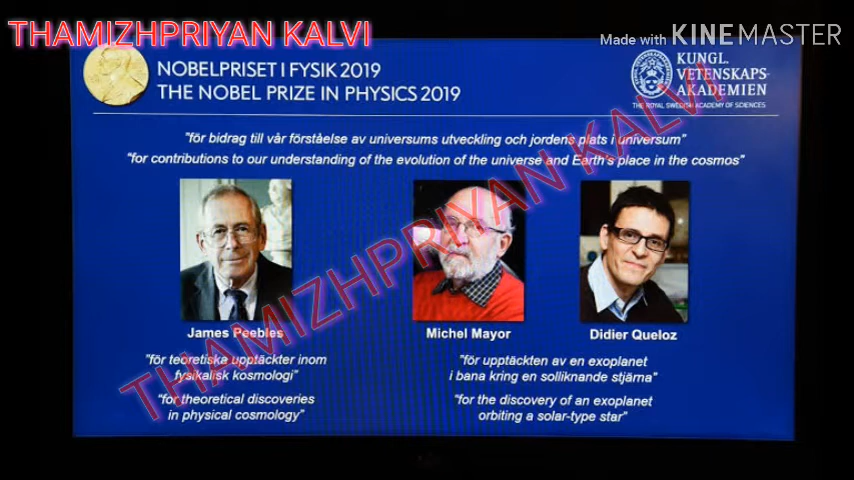 THAMIZHPRIYAN KALVI
Made with KINEMASTER
NOBELPRISET I FYSIK 2019
THE NOBEL PRIZE IN PHYSICS 2019
KUNGL.
VETENSKAPS-
AKADEMIEN
THE ROYAL SWEDISH ACADEMY OF SCIENCES
"för bidrag till vår förståelse av universums utveckling och jordens plats i universum"
"for contributions to our understanding of the evolution of the universe and Earth's place in the cosmos"
THAMIZHPRIYAN KALVI
James Peebles
Michel Mayor
Didier Queloz
"för teoretiska upptäckter inom
fysikalisk kosmologi"
"for theoretical discoveries
in physical cosmology"
"för upptäckten av en exoplanet
i bana kring en solliknande stjärna"
"for the discovery of an exoplanet
orbiting a solar-type star"